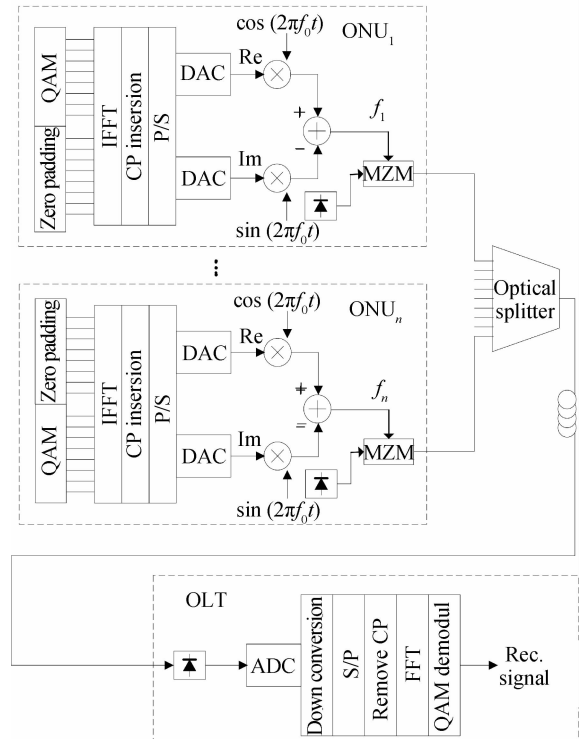 cos (2πf₀t)
ONU₁
QAM
Zero padding
IFFT
CP insersion
P/S
DAC
Re
×
+
−
+
f₁
DAC
Im
×
MZM
sin (2πf₀t)
...
cos (2πf₀t)
ONUₙ
Zero padding
QAM
IFFT
CP insersion
P/S
DAC
Re
×
+
=
+
fₙ
DAC
Im
×
MZM
sin (2πf₀t)
Optical
splitter
OLT
ADC
Down conversion
S/P
Remove CP
FFT
QAM demodul
Rec.
signal